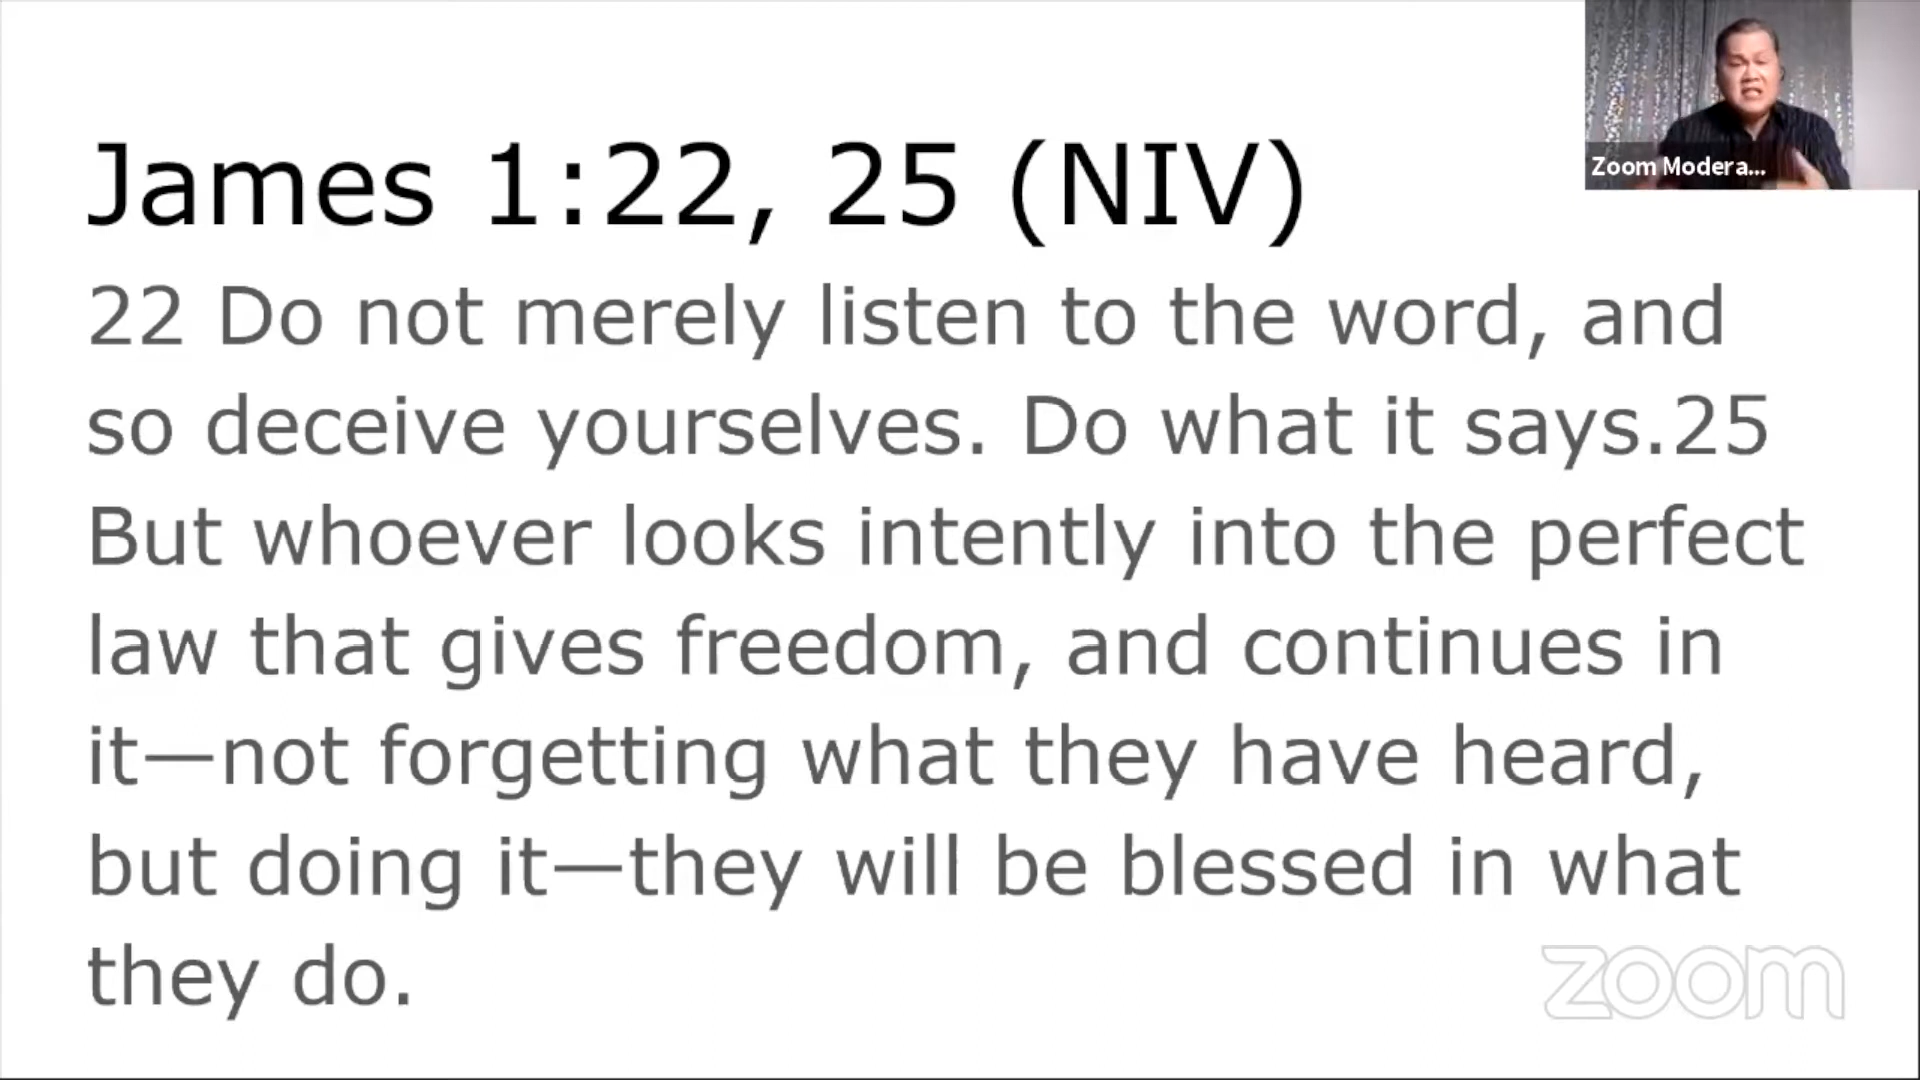 Zoom Modera...
James 1:22, 25 (NIV)
22 Do not merely listen to the word, and
so deceive yourselves. Do what it says.25
But whoever looks intently into the perfect
law that gives freedom, and continues in
it—not forgetting what they have heard,
but doing it—they will be blessed in what
they do.
zoom